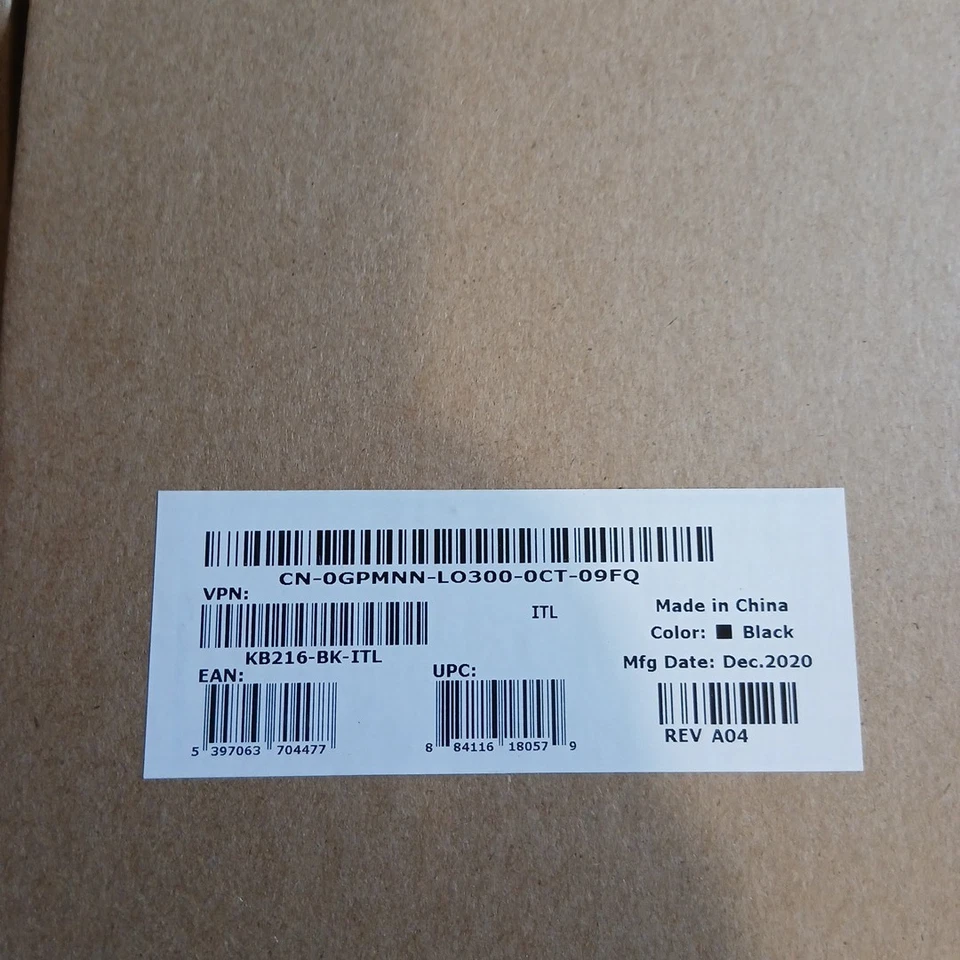 CN-0GPMNN-LO300-0CT-09FQ
VPN:
ITL
Made in China
Color: Black
KB216-BK-ITL
Mfg Date: Dec.2020
EAN:
UPC:
5 397063 704477
8 84116 18057 9
REV A04